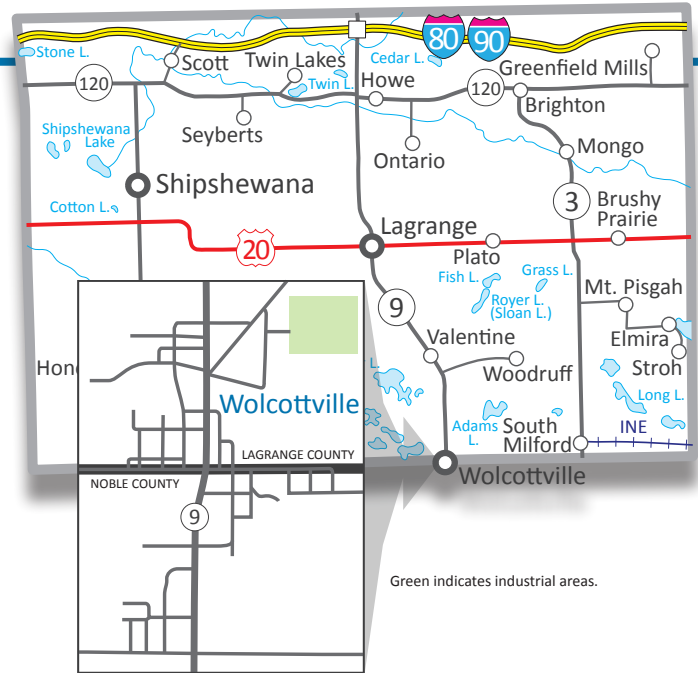 80
90
Stone L.
Scott
Twin Lakes
Twin L.
Cedar L.
Greenfield Mills
120
Howe
120
Brighton
Seyberts
Ontario
Mongo
Shipshewana
Lake
Shipshewana
Cotton L.
3
Brushy
Prairie
Lagrange
20
Plato
Fish L.
Grass L.
Royer L.
(Sloan L.)
Mt. Pisgah
9
Valentine
Elmira
Woodruff
Stroh
Hon
L.
Wolcottville
Long L.
Adams
L.
South
Milford
INE
LAGRANGE COUNTY
NOBLE COUNTY
Wolcottville
9
Green indicates industrial areas.